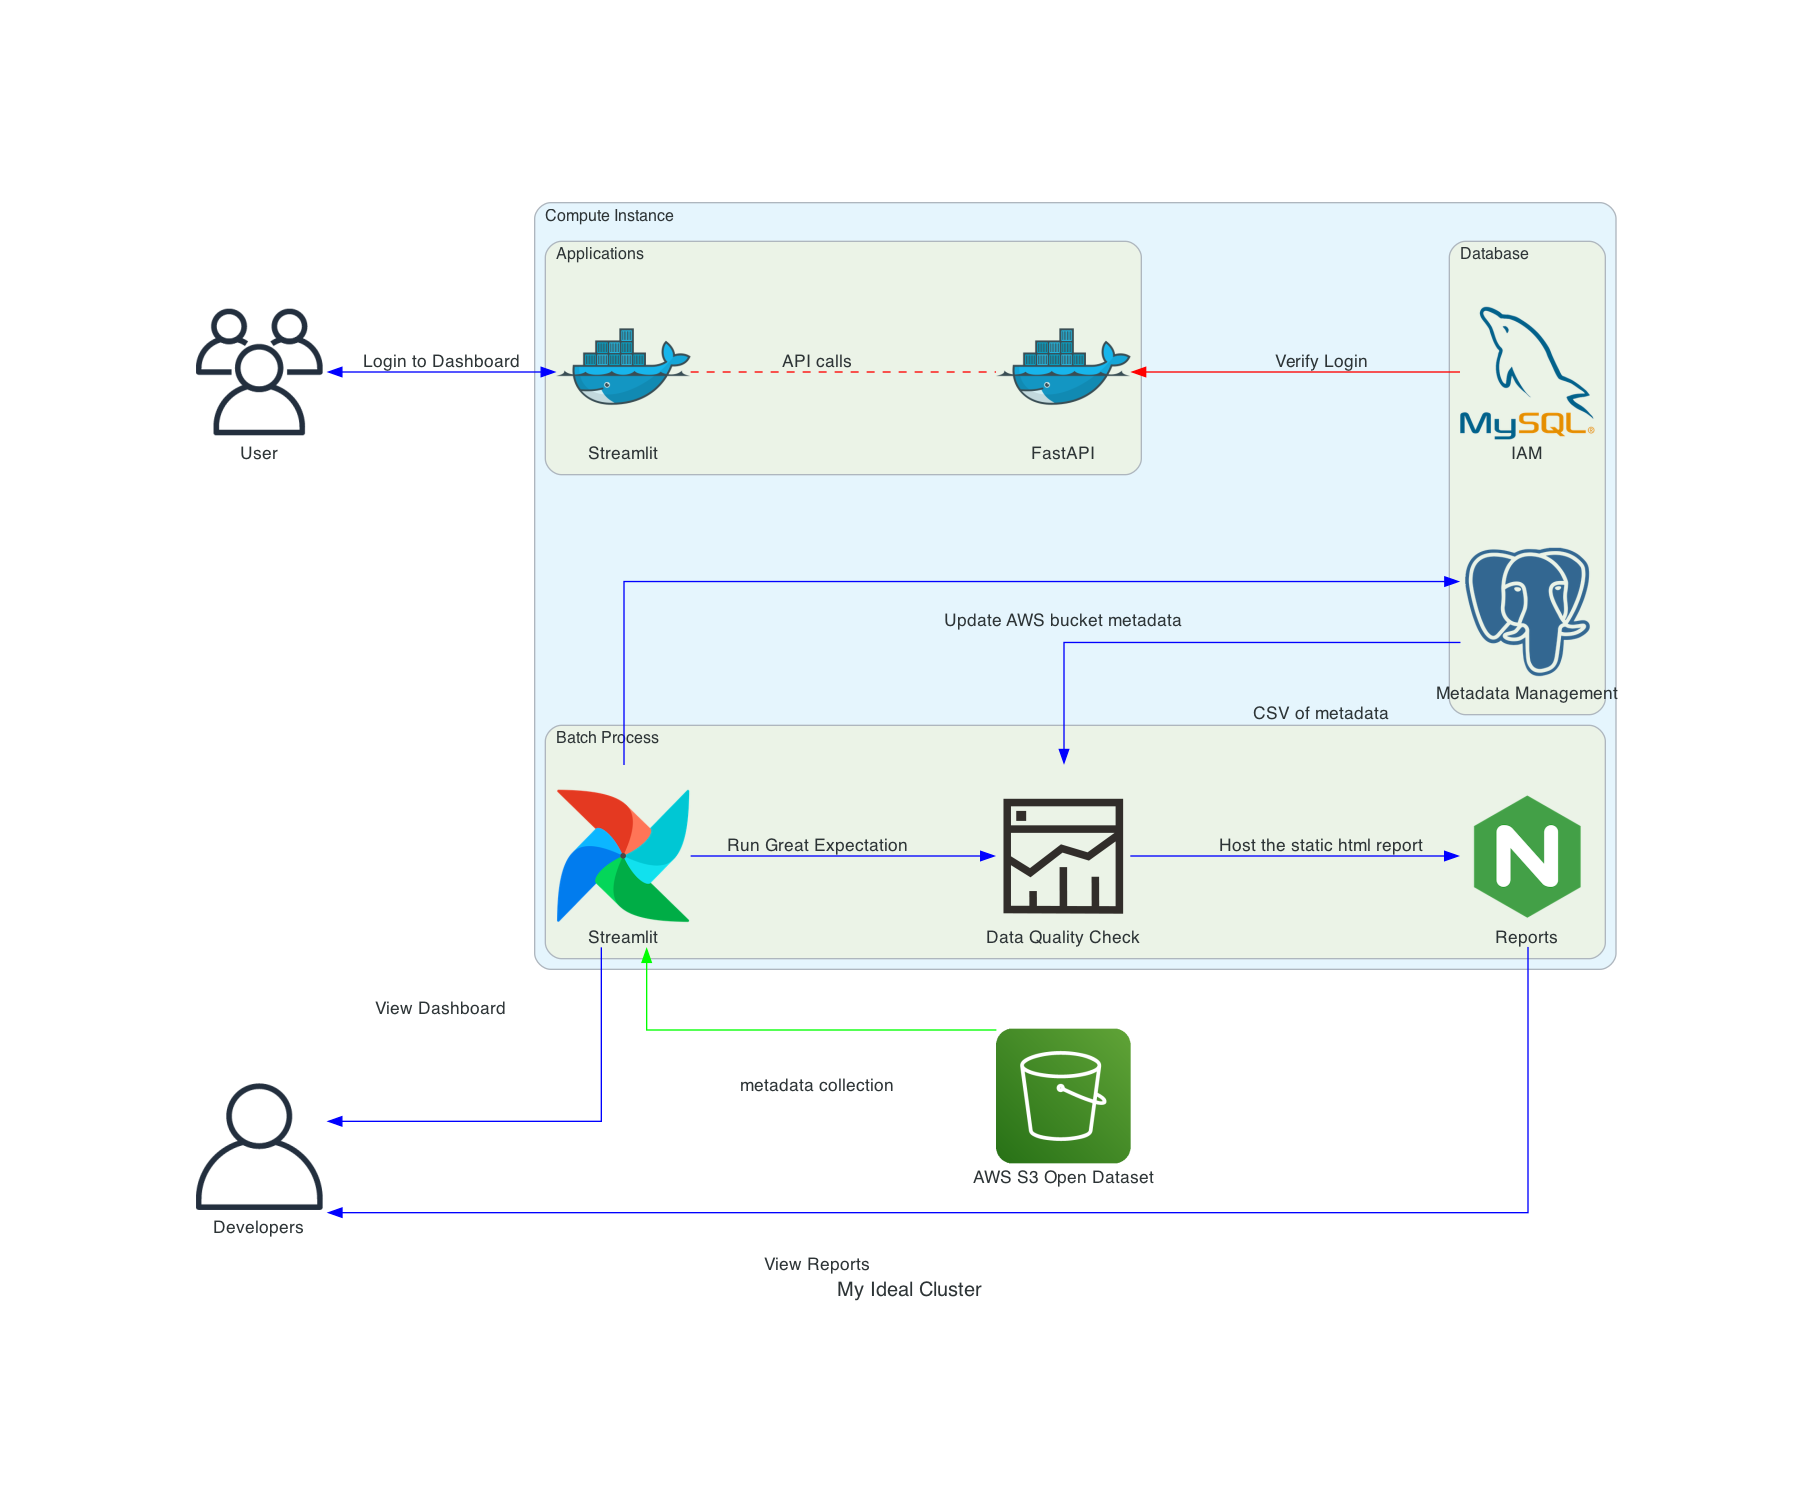 Compute Instance
Applications
Database
Login to Dashboard
API calls
Verify Login
MySQL®
User
Streamlit
FastAPI
IAM
Update AWS bucket metadata
Metadata Management
CSV of metadata
Batch Process
Run Great Expectation
Host the static html report
N
Streamlit
Data Quality Check
Reports
View Dashboard
metadata collection
AWS S3 Open Dataset
Developers
View Reports
My Ideal Cluster